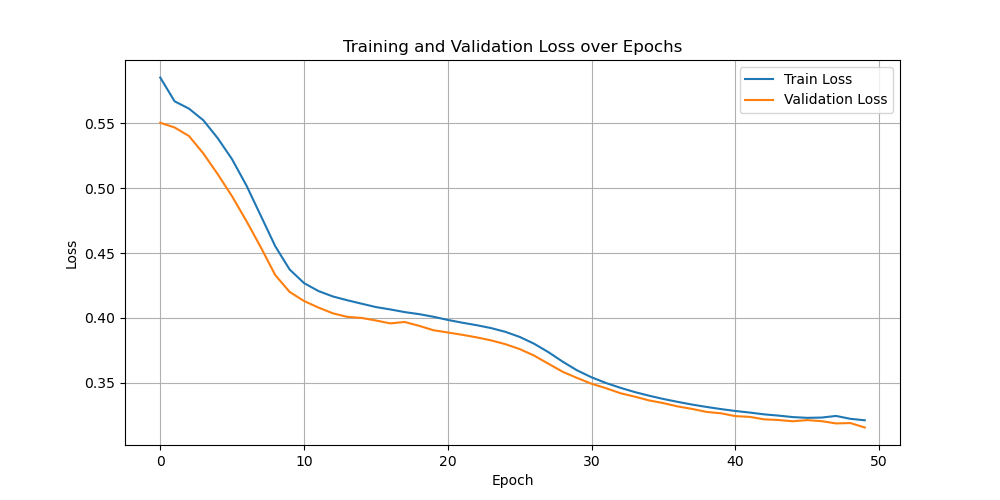 Training and Validation Loss over Epochs
Train Loss
Validation Loss
0.55
0.50
0.45
0.40
0.35
Loss
0 10 20 30 40 50
Epoch